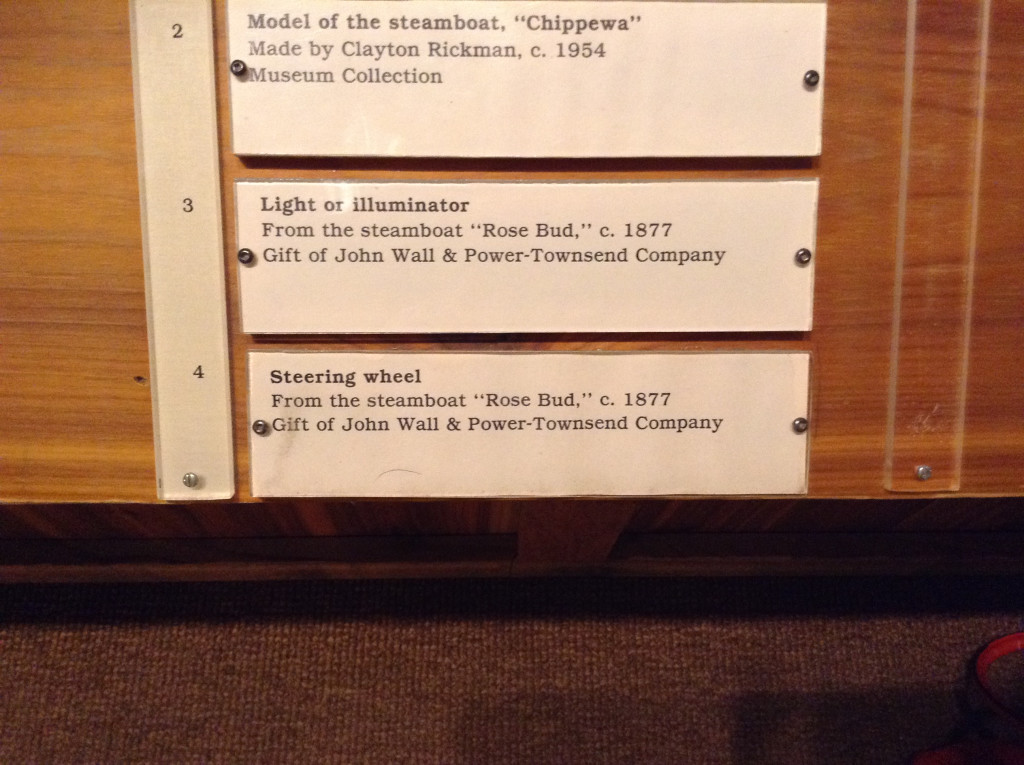 2
Model of the steamboat, "Chippewa"
Made by Clayton Rickman, c. 1954
Museum Collection
3
Light or illuminator
From the steamboat "Rose Bud," c. 1877
Gift of John Wall & Power-Townsend Company
4
Steering wheel
From the steamboat "Rose Bud," c. 1877
Gift of John Wall & Power-Townsend Company